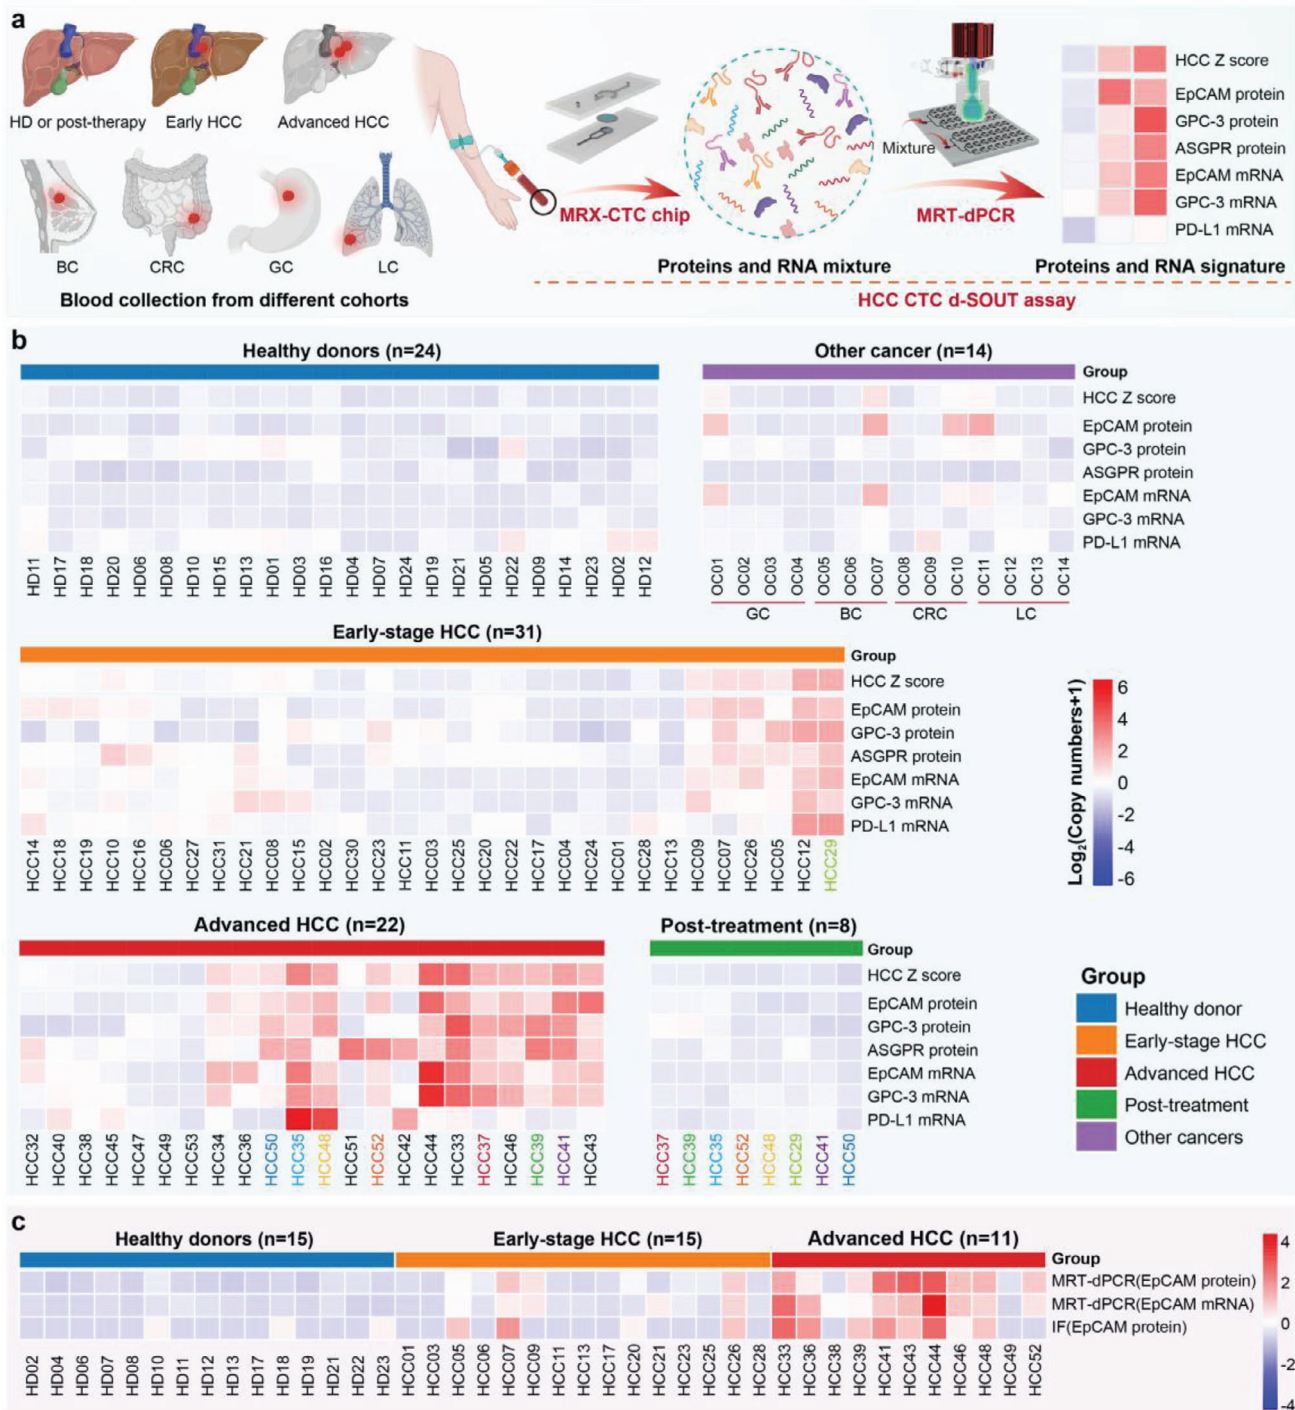 a
HD or post-therapy
Early HCC
Advanced HCC
BC
CRC
GC
LC
Blood collection from different cohorts
MRX-CTC chip
Mixture
MRT-dPCR
Proteins and RNA mixture
Proteins and RNA signature
HCC CTC d-SOUT assay
HCC Z score
EpCAM protein
GPC-3 protein
ASGPR protein
EpCAM mRNA
GPC-3 mRNA
PD-L1 mRNA
b
Healthy donors (n=24)
HD11 HD17 HD18 HD20 HD06 HD08 HD10 HD15 HD13 HD01 HD03 HD16 HD04 HD07 HD24 HD19 HD21 HD05 HD22 HD09 HD14 HD23 HD02 HD12
Other cancer (n=14)
Group
HCC Z score
EpCAM protein
GPC-3 protein
ASGPR protein
EpCAM mRNA
GPC-3 mRNA
PD-L1 mRNA
OC01 OC02 OC03 OC04 OC05 OC06 OC07 OC08 OC09 OC10 OC11 OC12 OC13 OC14
GC BC CRC LC
Early-stage HCC (n=31)
Group
HCC Z score
EpCAM protein
GPC-3 protein
ASGPR protein
EpCAM mRNA
GPC-3 mRNA
PD-L1 mRNA
HCC14 HCC18 HCC19 HCC10 HCC16 HCC06 HCC27 HCC31 HCC21 HCC08 HCC15 HCC02 HCC30 HCC23 HCC11 HCC03 HCC25 HCC20 HCC22 HCC17 HCC04 HCC24 HCC01 HCC28 HCC13 HCC09 HCC07 HCC26 HCC05 HCC12 HCC29
Log2(Copy numbers+1)
6
4
2
0
-2
-4
-6
Advanced HCC (n=22)
HCC32 HCC40 HCC38 HCC45 HCC47 HCC49 HCC53 HCC34 HCC36 HCC50 HCC35 HCC48 HCC51 HCC52 HCC42 HCC44 HCC33 HCC37 HCC46 HCC39 HCC41 HCC43
Post-treatment (n=8)
Group
HCC Z score
EpCAM protein
GPC-3 protein
ASGPR protein
EpCAM mRNA
GPC-3 mRNA
PD-L1 mRNA
HCC37 HCC39 HCC35 HCC52 HCC48 HCC29 HCC41 HCC50
Group
Healthy donor
Early-stage HCC
Advanced HCC
Post-treatment
Other cancers
c
Healthy donors (n=15)
Early-stage HCC (n=15)
Advanced HCC (n=11)
Group
MRT-dPCR(EpCAM protein)
MRT-dPCR(EpCAM mRNA)
IF(EpCAM protein)
HD02 HD04 HD06 HD07 HD08 HD10 HD11 HD12 HD13 HD17 HD18 HD19 HD21 HD22 HD23 HCC01 HCC03 HCC05 HCC06 HCC07 HCC09 HCC11 HCC13 HCC17 HCC20 HCC21 HCC23 HCC25 HCC26 HCC28 HCC33 HCC36 HCC38 HCC39 HCC41 HCC43 HCC44 HCC46 HCC48 HCC49 HCC52
4
2
0
-2
-4